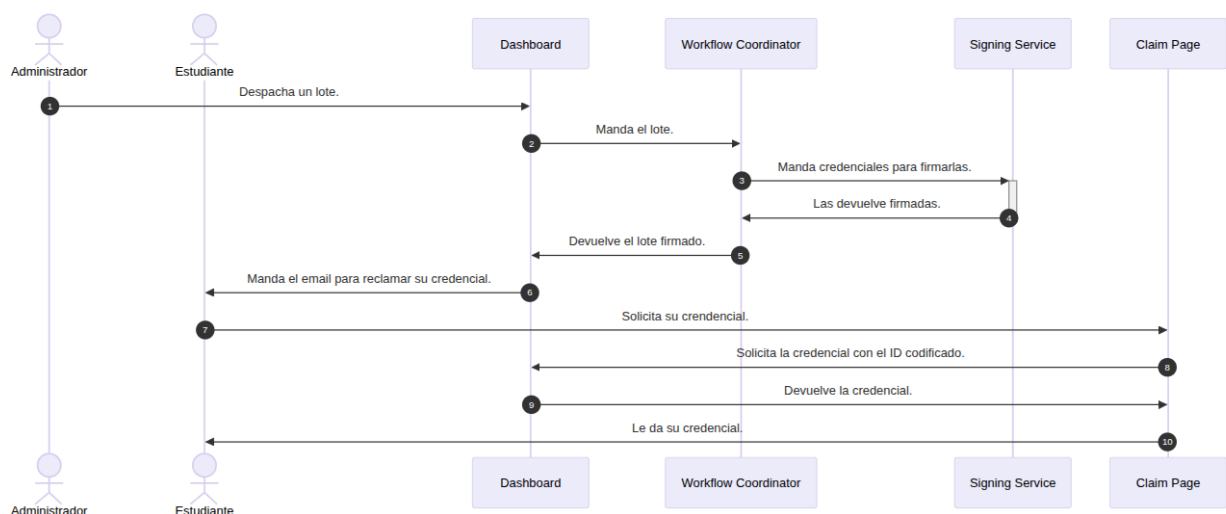 Administrador
Estudiante
Dashboard
Workflow Coordinator
Signing Service
Claim Page
Despacha un lote.
1
Manda el lote.
2
Manda credenciales para firmarlas.
3
Las devuelve firmadas.
4
Devuelve el lote firmado.
5
Manda el email para reclamar su credencial.
6
Solicita su crendencial.
7
Solicita la credencial con el ID codificado.
8
Devuelve la credencial.
9
Le da su credencial.
10
Administrador
Estudiante
Dashboard
Workflow Coordinator
Signing Service
Claim Page